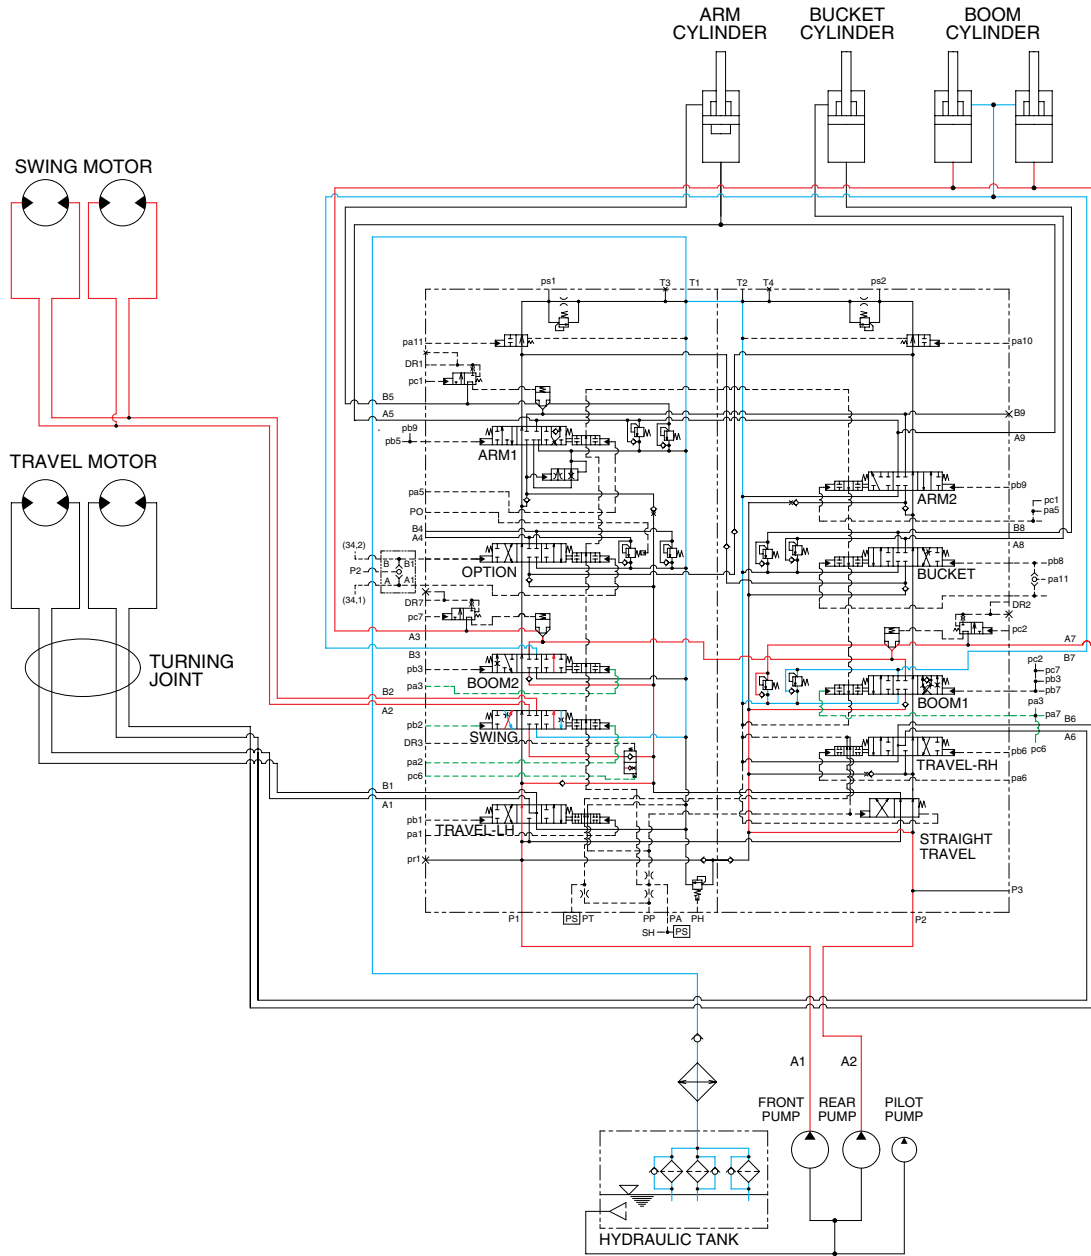 ARM
CYLINDER
BUCKET
CYLINDER
BOOM
CYLINDER
SWING MOTOR
TRAVEL MOTOR
TURNING
JOINT
ps1
T3
T1
T2
T4
ps2
pa11
DR1
pc1
B5
A5
pb9
pb5
ARM1
pa5
PO
B4
A4
(34,2)
P2
B
B1
A
A1
(34,1)
OPTION
DR7
pc7
A3
B3
pb3
BOOM2
pa3
B2
A2
pb2
SWING
DR3
pa2
pc6
B1
A1
pb1
TRAVEL-LH
pa1
pr1
pa10
B9
A9
pb9
ARM2
pc1
pa5
B8
A8
BUCKET
pb8
pa11
DR2
pc2
A7
B7
pc2
pc7
pb3
pb7
BOOM1
pa3
pa7
B6
A6
pc6
pb6
TRAVEL-RH
pa6
STRAIGHT
TRAVEL
P3
P1
PS
PT
PP
PA
PH
SH
PS
P2
A1
A2
FRONT
PUMP
REAR
PUMP
PILOT
PUMP
HYDRAULIC TANK